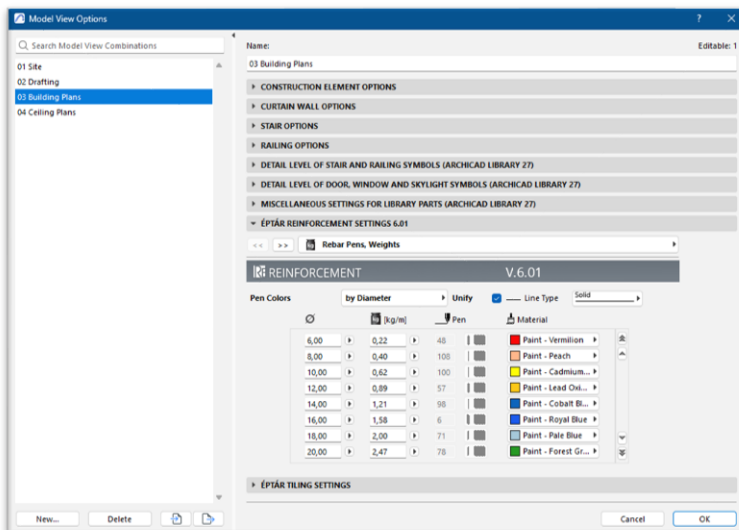 Model View Options
Search Model View Combinations
01 Site
02 Drafting
03 Building Plans
04 Ceiling Plans
New...
Delete
Name:
Editable: 1
03 Building Plans
CONSTRUCTION ELEMENT OPTIONS
CURTAIN WALL OPTIONS
STAIR OPTIONS
RAILING OPTIONS
DETAIL LEVEL OF STAIR AND RAILING SYMBOLS (ARCHICAD LIBRARY 27)
DETAIL LEVEL OF DOOR, WINDOW AND SKYLIGHT SYMBOLS (ARCHICAD LIBRARY 27)
MISCELLANEOUS SETTINGS FOR LIBRARY PARTS (ARCHICAD LIBRARY 27)
ÉPTÁR REINFORCEMENT SETTINGS 6.01
<< >> Rebar Pens, Weights
REINFORCEMENT V.6.01
Pen Colors by Diameter Unify Line Type Solid
Ø [kg/m] Pen Material
6,00 0,22 48 Paint - Vermilion
8,00 0,40 108 Paint - Peach
10,00 0,62 100 Paint - Cadmium...
12,00 0,89 57 Paint - Lead Oxi...
14,00 1,21 98 Paint - Cobalt Bl...
16,00 1,58 6 Paint - Royal Blue
18,00 2,00 71 Paint - Pale Blue
20,00 2,47 78 Paint - Forest Gr...
ÉPTÁR TILING SETTINGS
Cancel
OK